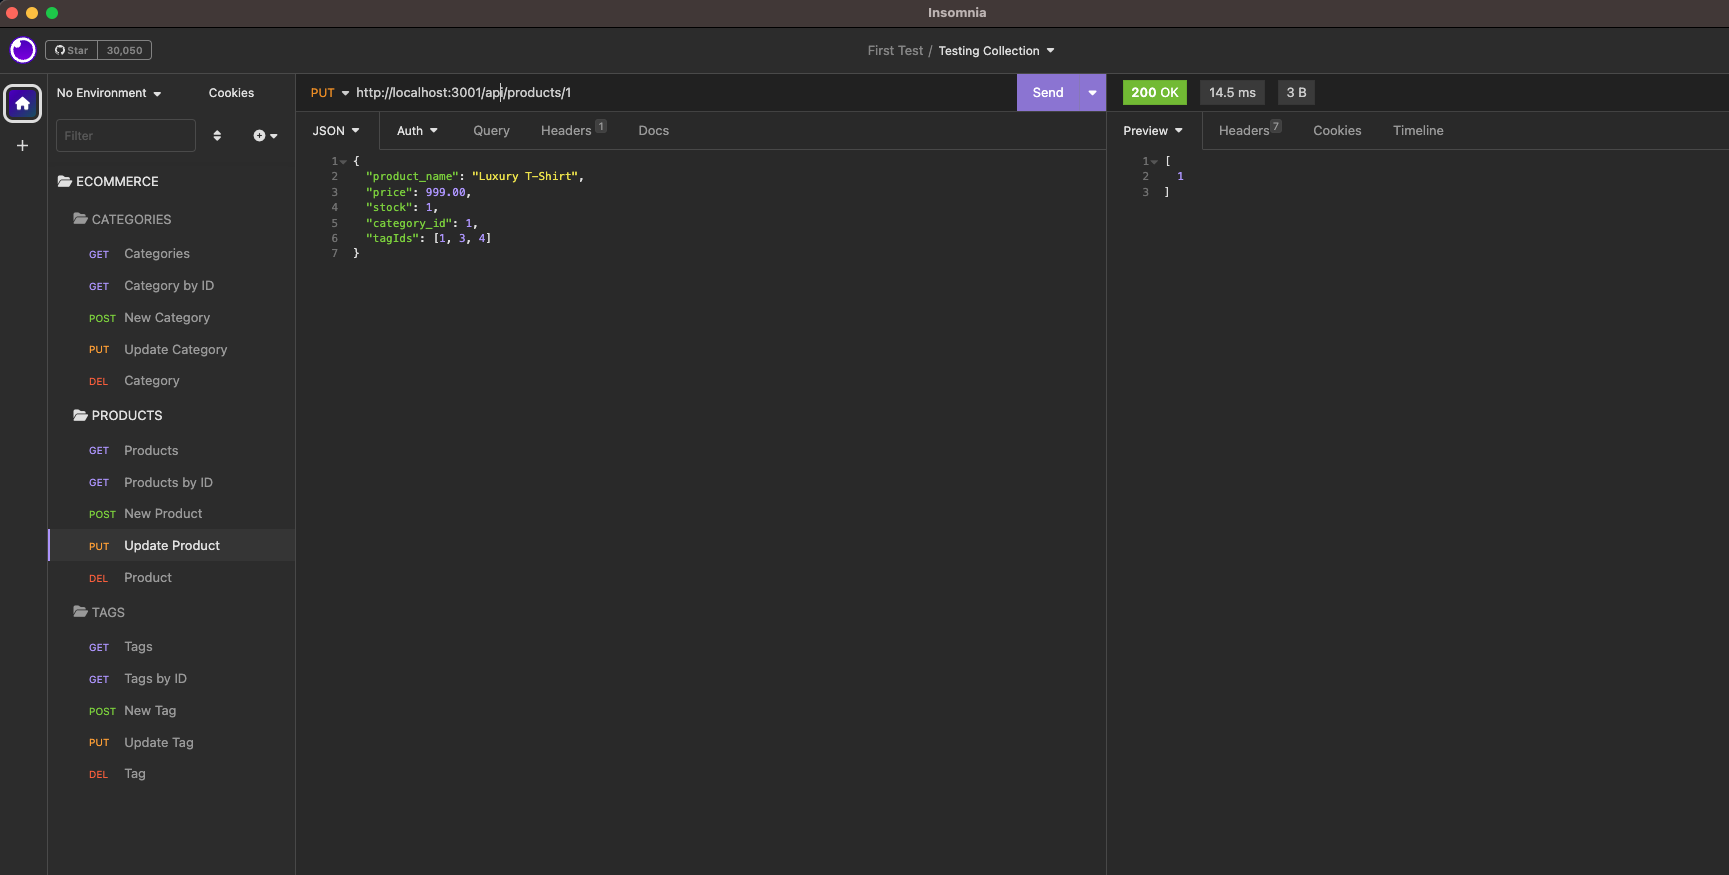 Insomnia
Star 30,050
First Test / Testing Collection
No Environment Cookies
Filter
ECOMMERCE
CATEGORIES
GET Categories
GET Category by ID
POST New Category
PUT Update Category
DEL Category
PRODUCTS
GET Products
GET Products by ID
POST New Product
PUT Update Product
DEL Product
TAGS
GET Tags
GET Tags by ID
POST New Tag
PUT Update Tag
DEL Tag
PUT http://localhost:3001/api/products/1 Send
JSON Auth Query Headers 1 Docs
1 {
2 "product_name": "Luxury T-Shirt",
3 "price": 999.00,
4 "stock": 1,
5 "category_id": 1,
6 "tagIds": [1, 3, 4]
7 }
200 OK 14.5 ms 3 B
Preview Headers 7 Cookies Timeline
1 [
2 1
3 ]